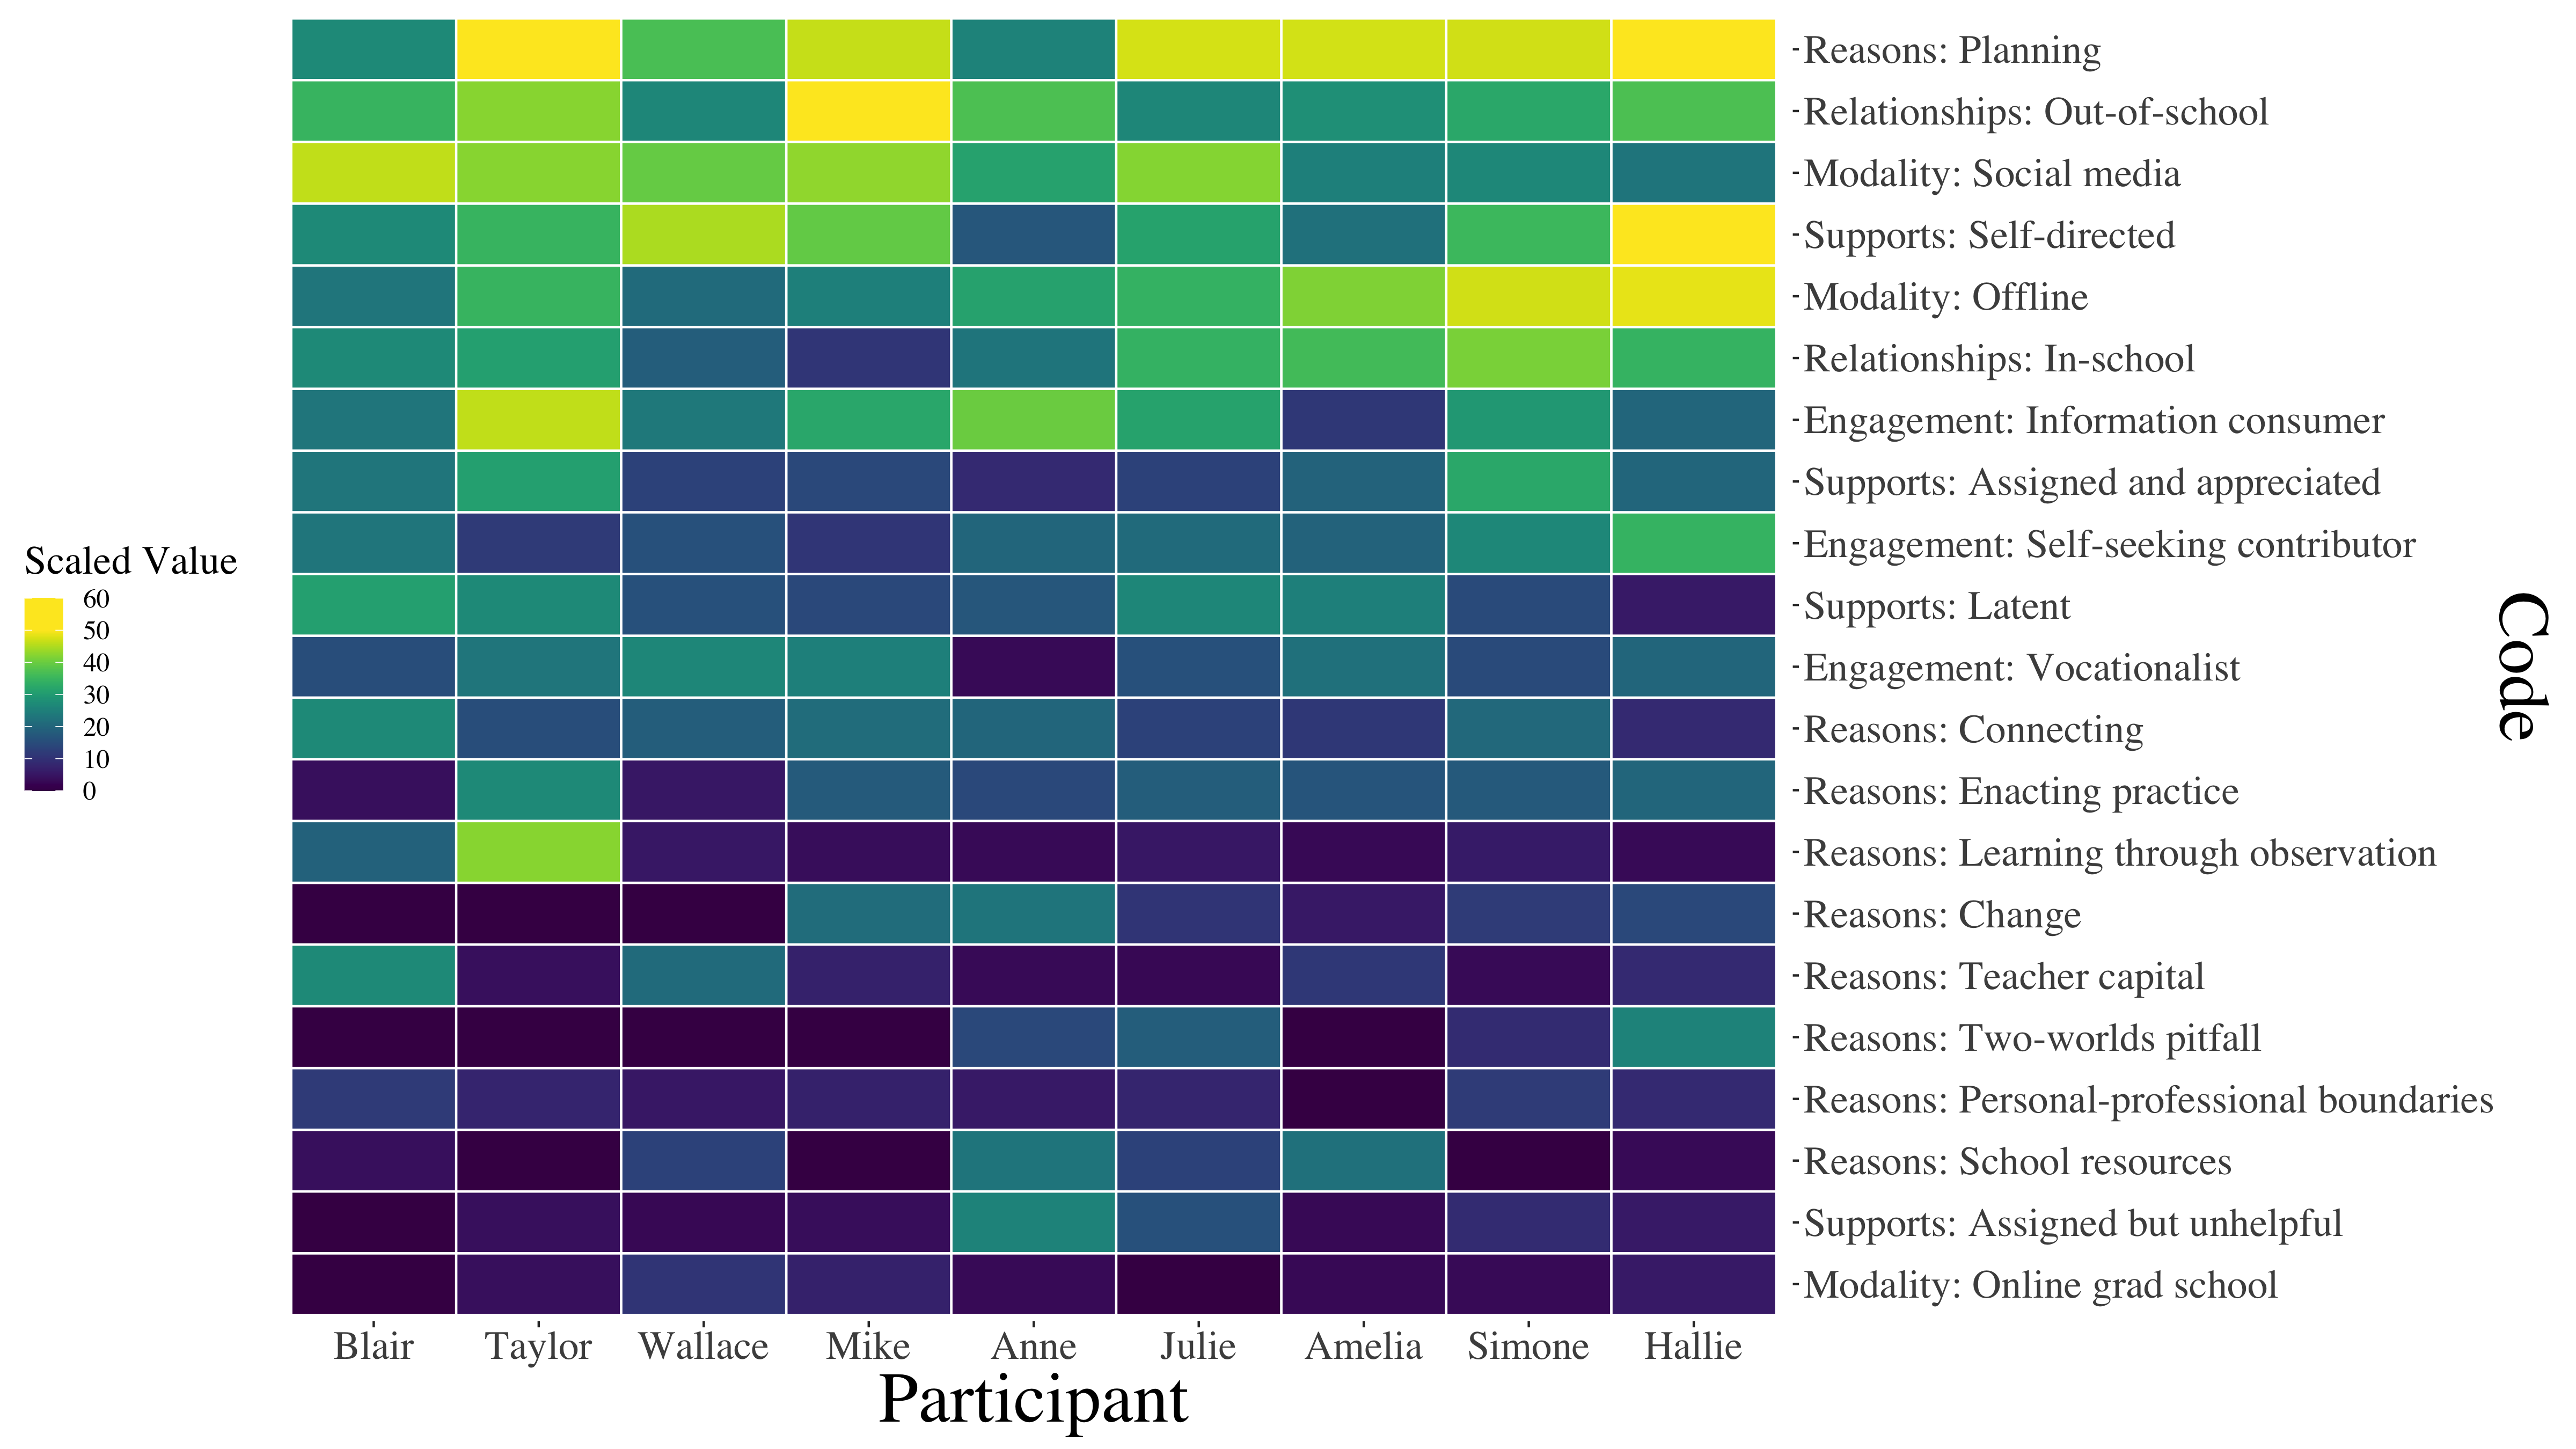 Reasons: Planning
Relationships: Out-of-school
Modality: Social media
Supports: Self-directed
Modality: Offline
Relationships: In-school
Engagement: Information consumer
Supports: Assigned and appreciated
Engagement: Self-seeking contributor
Supports: Latent
Engagement: Vocationalist
Reasons: Connecting
Reasons: Enacting practice
Reasons: Learning through observation
Reasons: Change
Reasons: Teacher capital
Reasons: Two-worlds pitfall
Reasons: Personal-professional boundaries
Reasons: School resources
Supports: Assigned but unhelpful
Modality: Online grad school
Code
Scaled Value
60
50
40
30
20
10
0
Blair Taylor Wallace Mike Anne Julie Amelia Simone Hallie
Participant